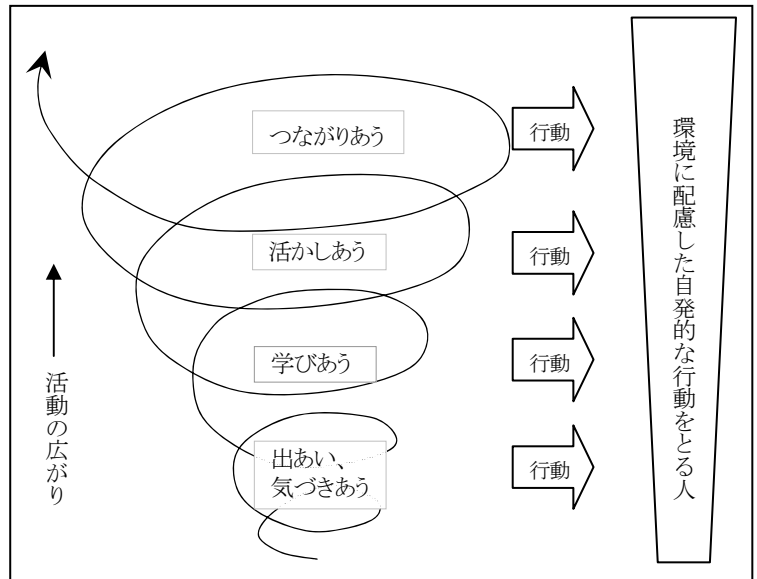 つながりあう
行動
活かしあう
行動
学びあう
行動
出あい、
気づきあう
行動
活動の広がり
環境に配慮した自発的な行動をとる人